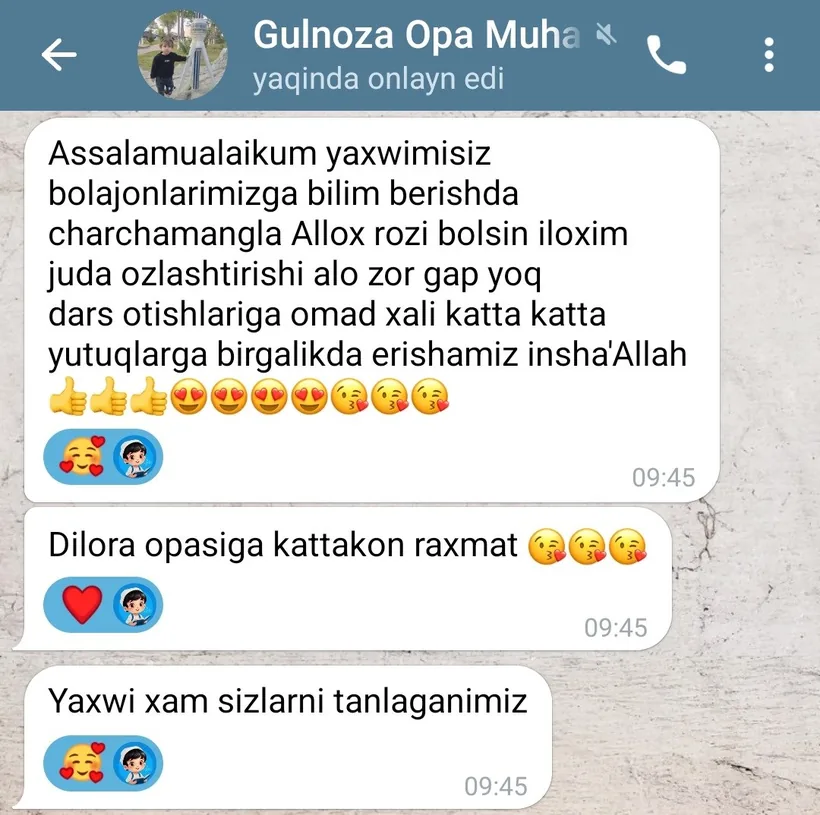 Gulnoza Opa Muha
yaqinda onlayn edi
Assalamualaikum yaxwimisiz
bolajonlarimizga bilim berishda
charchamangla Allox rozi bolsin iloxim
juda ozlashtirishi alo zor gap yoq
dars otishlariga omad xali katta katta
yutuqlarga birgalikda erishamiz insha'Allah
👍👍👍😍😍😍😍😘😘😘
09:45
Dilora opasiga kattakon raxmat 😘😘😘
09:45
Yaxwi xam sizlarni tanlaganimiz
09:45